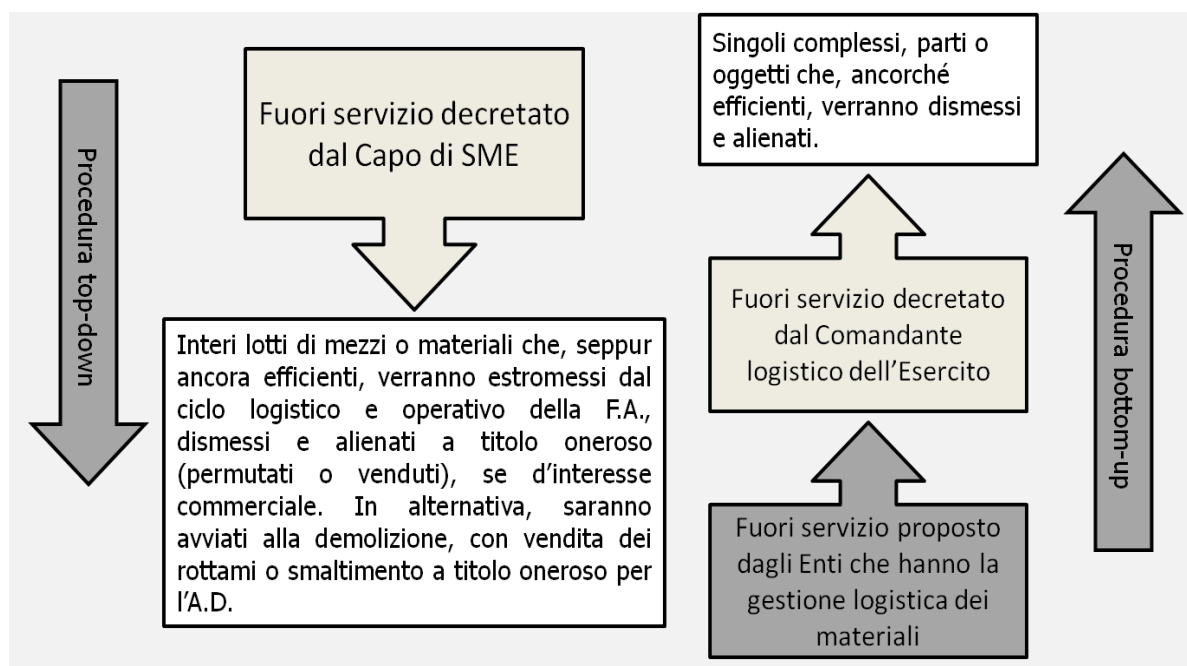 Procedura top-down
Fuori servizio decretato
dal Capo di SME
Interi lotti di mezzi o materiali che, seppur
ancora efficienti, verranno estromessi dal
ciclo logistico e operativo della F.A.,
dismessi e alienati a titolo oneroso
(permutati o venduti), se d'interesse
commerciale. In alternativa, saranno
avviati alla demolizione, con vendita dei
rottami o smaltimento a titolo oneroso per
l'A.D.
Singoli complessi, parti o
oggetti che, ancorché
efficienti, verranno dismessi
e alienati.
Fuori servizio decretato
dal Comandante
logistico dell'Esercito
Fuori servizio proposto
dagli Enti che hanno la
gestione logistica dei
materiali
Procedura bottom-up